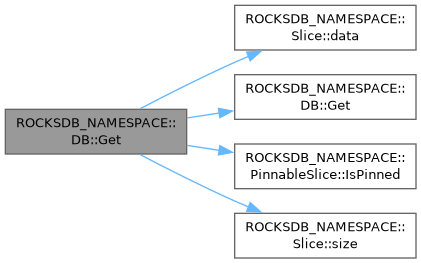 ROCKSDB_NAMESPACE::
DB::Get
ROCKSDB_NAMESPACE::
Slice::data
ROCKSDB_NAMESPACE::
DB::Get
ROCKSDB_NAMESPACE::
PinnableSlice::IsPinned
ROCKSDB_NAMESPACE::
Slice::size